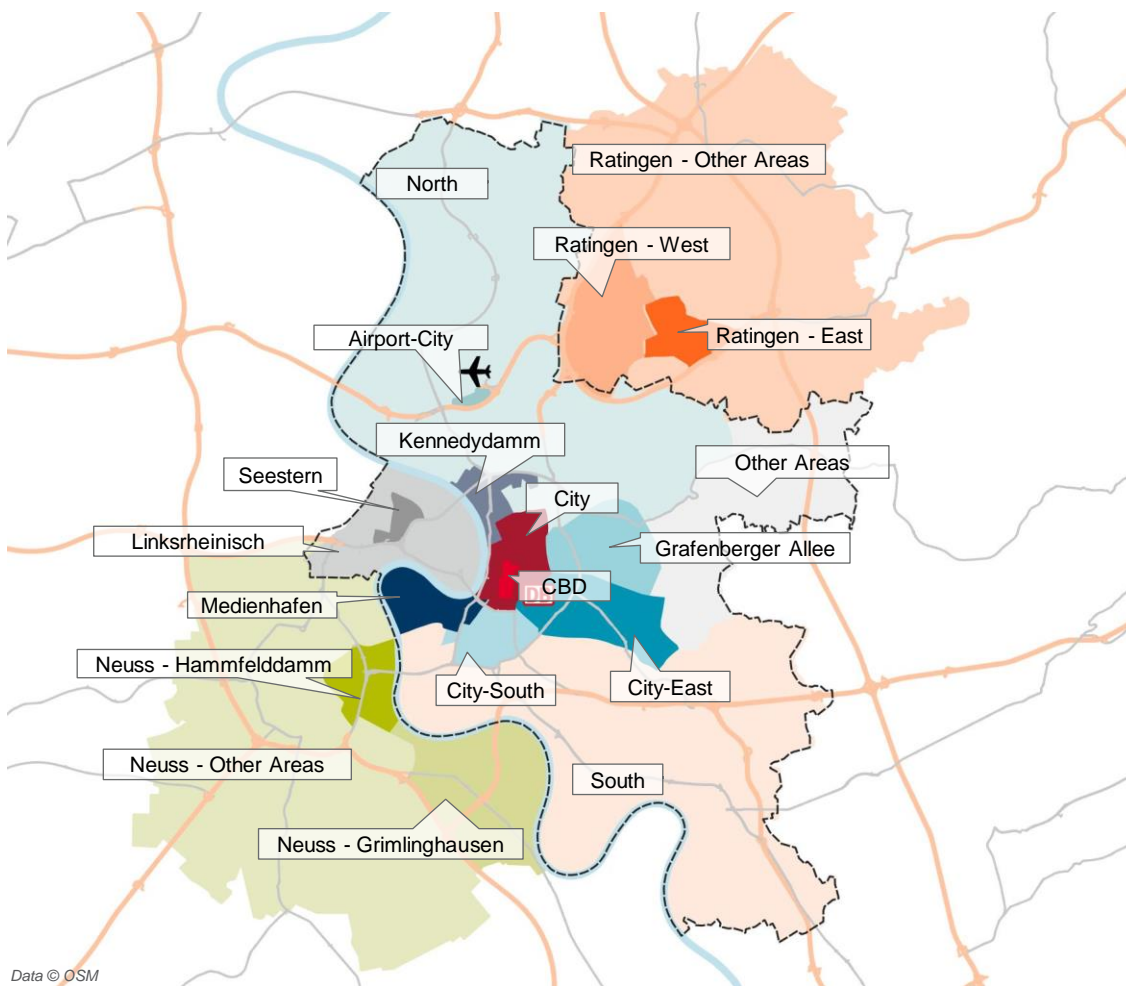 Ratingen - Other Areas
North
Ratingen - West
Airport-City
Ratingen - East
Kennedydamm
Other Areas
Seestern
City
Linksrheinisch
Grafenberger Allee
CBD
DB
Medienhafen
Neuss - Hammfelddamm
City-South
City-East
Neuss - Other Areas
South
Neuss - Grimlinghausen
Data © OSM